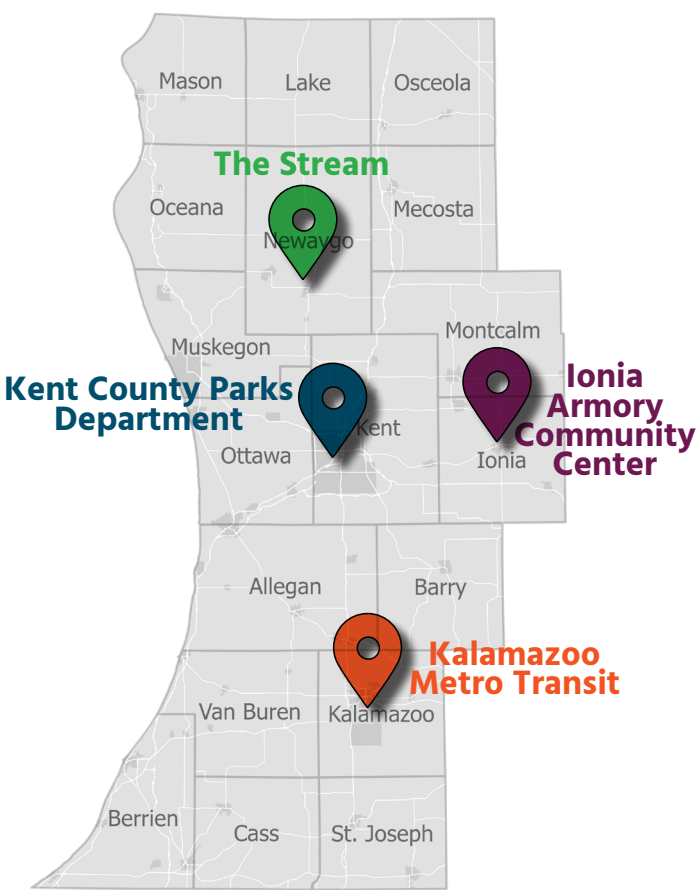 Mason
Lake
Osceola
The Stream
Oceana
Mecosta
Newaygo
Montcalm
Muskegon
Kent County Parks
Department
Ionia
Armory
Community
Center
Kent
Ottawa
Ionia
Allegan
Barry
Kalamazoo
Metro Transit
Van Buren
Kalamazoo
Berrien
Cass
St. Joseph